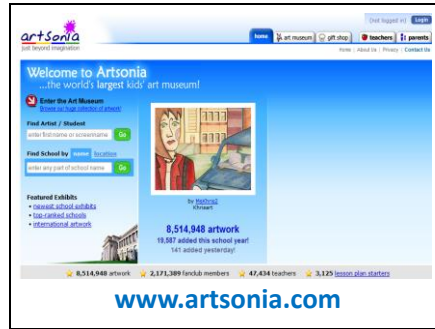 (not logged in) Login
artsonia
just beyond imagination
home art museum gift shop teachers parents
Home | About Us | Privacy | Contact Us
Welcome to Artsonia
...the world's largest kids' art museum!
Enter the Art Museum
Browse our huge collection of artwork!
Find Artist / Student
enter first name or screenname Go
Find School by name location
enter any part of school name Go
Featured Exhibits
• newest school exhibits
• top-ranked schools
• international artwork
8,514,948 artwork
19,587 added this school year!
141 added yesterday!
8,514,948 artwork 2,171,389 fanclub members 47,434 teachers 3,125 lesson plan starters
www.artsonia.com